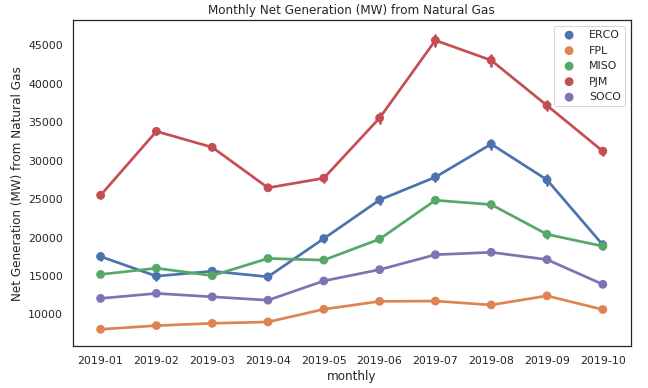 Monthly Net Generation (MW) from Natural Gas
ERCO
FPL
MISO
PJM
SOCO
Net Generation (MW) from Natural Gas
45000
40000
35000
30000
25000
20000
15000
10000
2019-01 2019-02 2019-03 2019-04 2019-05 2019-06 2019-07 2019-08 2019-09 2019-10
monthly